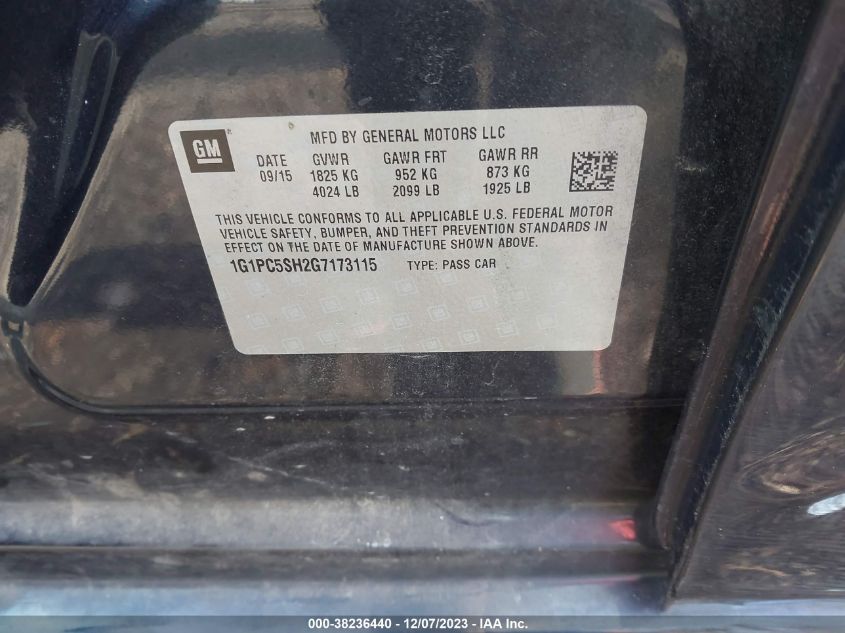 GM
MFD BY GENERAL MOTORS LLC
DATE GVWR GAWR FRT GAWR RR
09/15 1825 KG 952 KG 873 KG
4024 LB 2099 LB 1925 LB
THIS VEHICLE CONFORMS TO ALL APPLICABLE U.S. FEDERAL MOTOR
VEHICLE SAFETY, BUMPER, AND THEFT PREVENTION STANDARDS IN
EFFECT ON THE DATE OF MANUFACTURE SHOWN ABOVE.
1G1PC5SH2G7173115 TYPE: PASS CAR
000-38236440 - 12/07/2023 - IAA Inc.